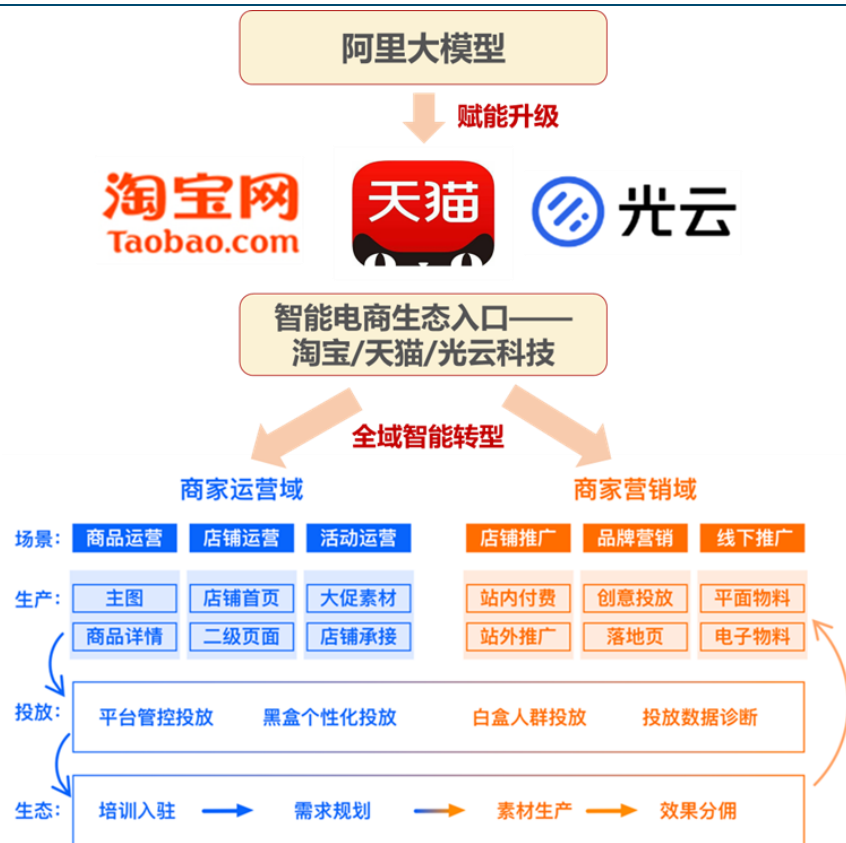 阿里大模型
赋能升级
淘宝网
Taobao.com
天猫
光云
智能电商生态入口——
淘宝/天猫/光云科技
全域智能转型
商家运营域
商家营销域
场景: 商品运营 店铺运营 活动运营 店铺推广 品牌营销 线下推广
生产: 主图 店铺首页 大促素材 站内付费 创意投放 平面物料
商品详情 二级页面 店铺承接 站外推广 落地页 电子物料
投放: 平台管控投放 黑盒个性化投放 白盒人群投放 投放数据诊断
生态: 培训入驻 需求规划 素材生产 效果分佣